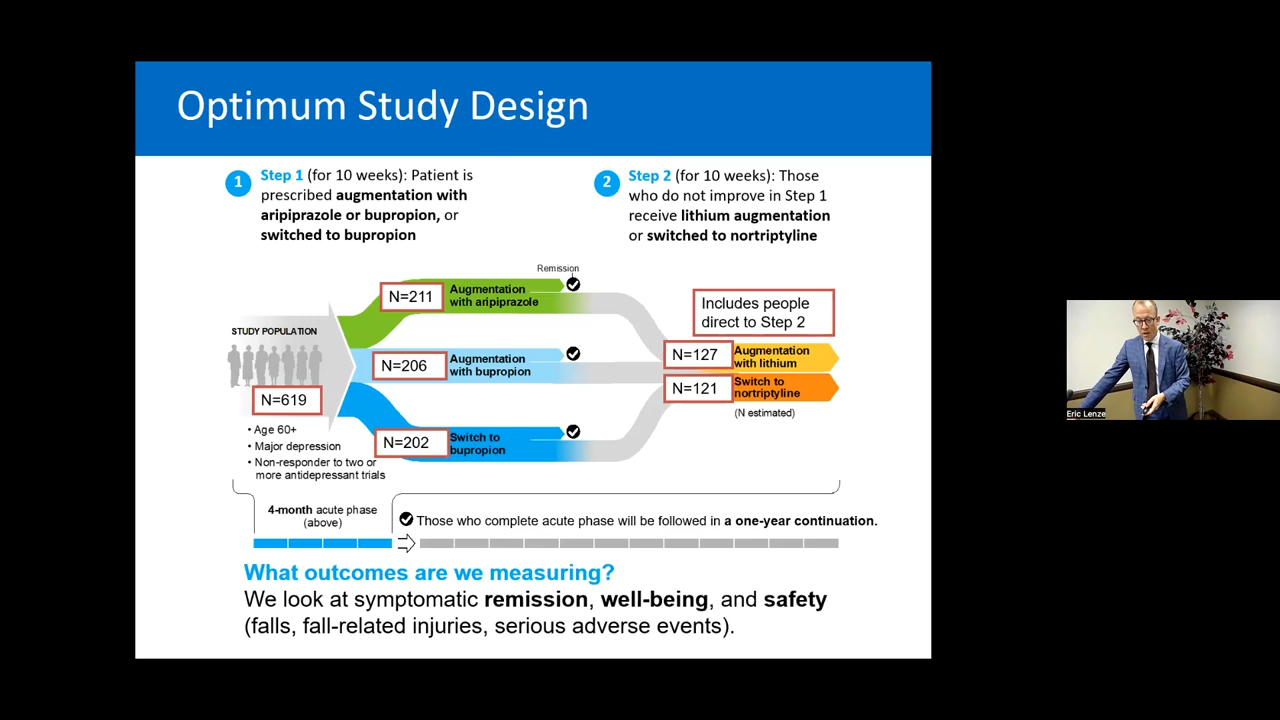 Optimum Study Design
1
Step 1 (for 10 weeks): Patient is
prescribed augmentation with
aripiprazole or bupropion, or
switched to bupropion
2
Step 2 (for 10 weeks): Those
who do not improve in Step 1
receive lithium augmentation
or switched to nortriptyline
Remission
N=211
Augmentation
with aripiprazole
STUDY POPULATION
N=206
Augmentation
with bupropion
N=619
• Age 60+
• Major depression
• Non-responder to two or
more antidepressant trials
N=202
Switch to
bupropion
Includes people
direct to Step 2
N=127
Augmentation
with lithium
N=121
Switch to
nortriptyline
(N estimated)
4-month acute phase
(above)
Those who complete acute phase will be followed in a one-year continuation.
What outcomes are we measuring?
We look at symptomatic remission, well-being, and safety
(falls, fall-related injuries, serious adverse events).
Eric Lenze